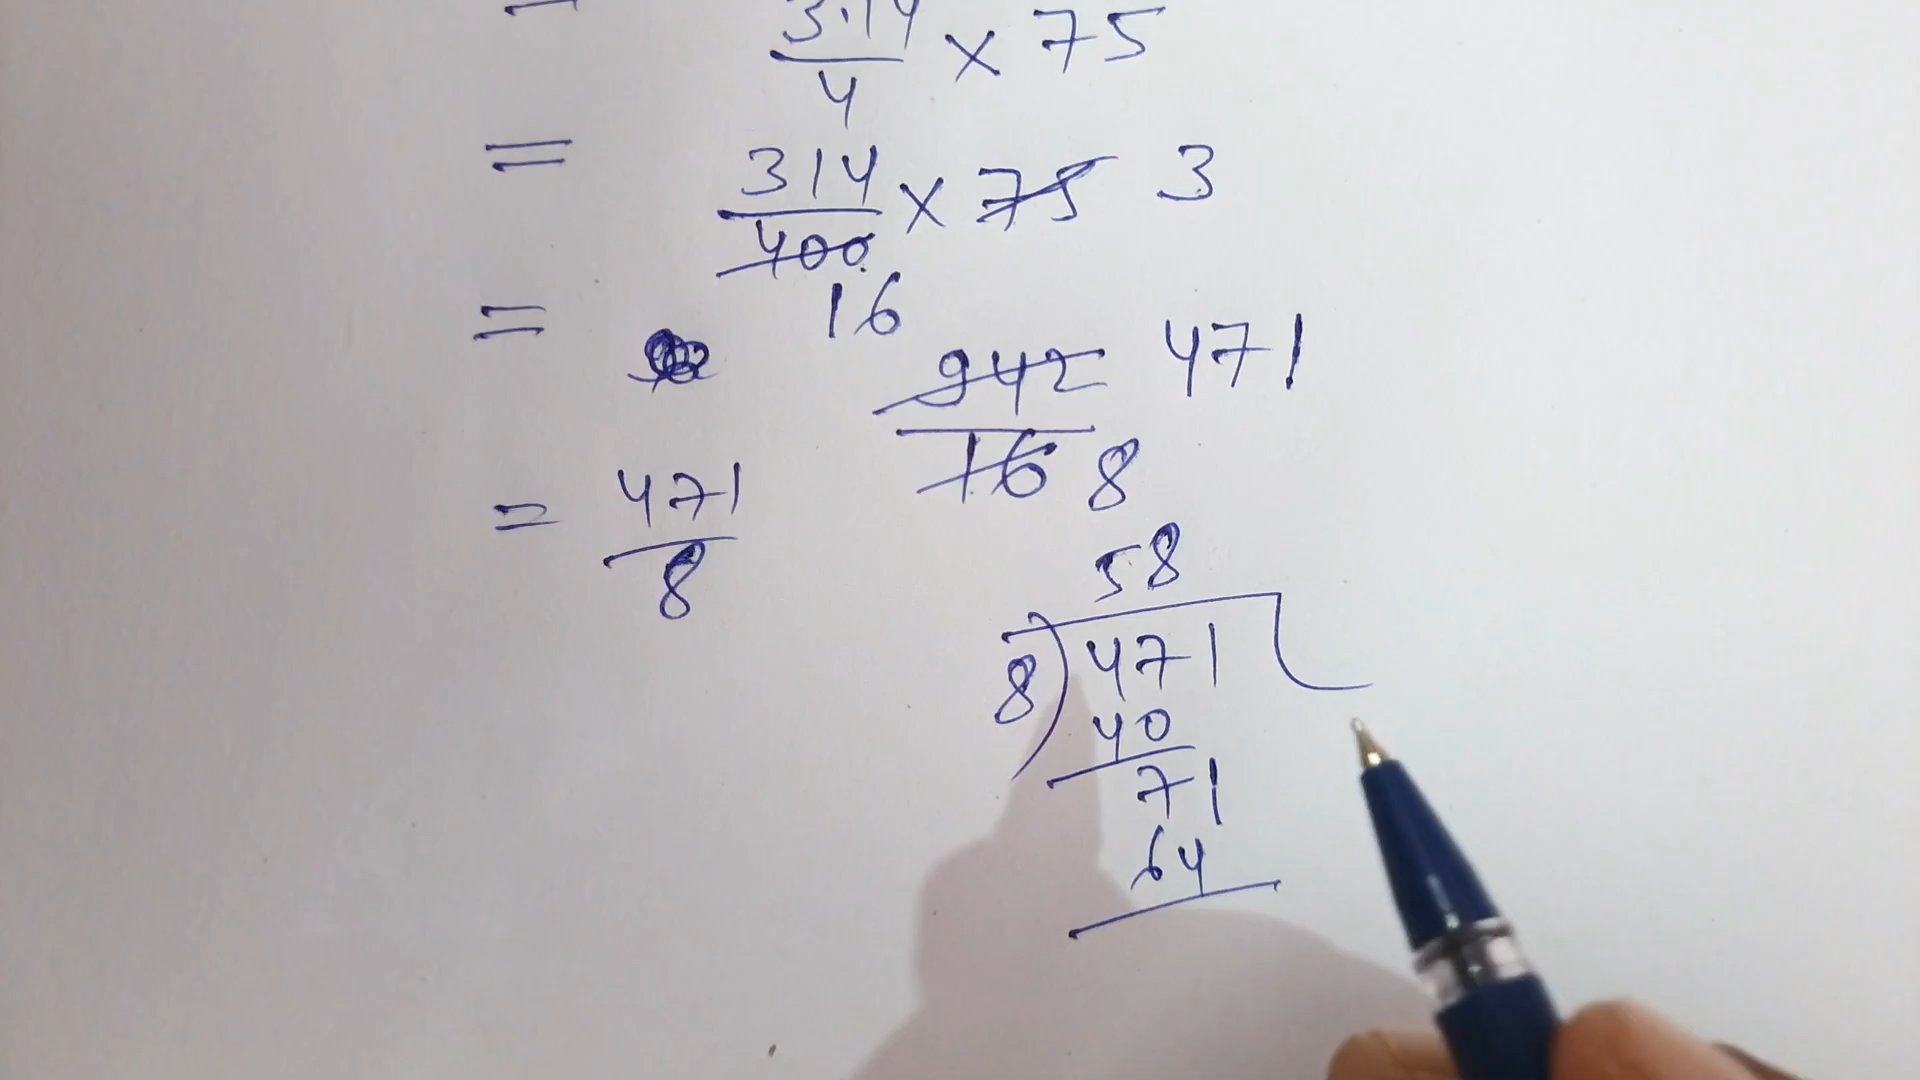 = 3.14/4 × 75
= 314/400 × 75 3
16
= 942/16 471
8
= 471/8
58
8)471
40
71
64